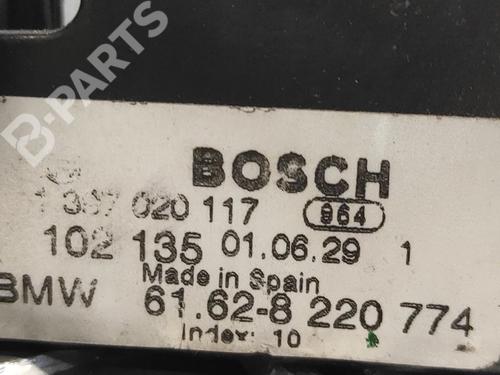 B-PARTS
BOSCH
1 397 020 117 964
102 135 01.06.29 1
Made in Spain
BMW 61.62-8 220 774
Index: 10